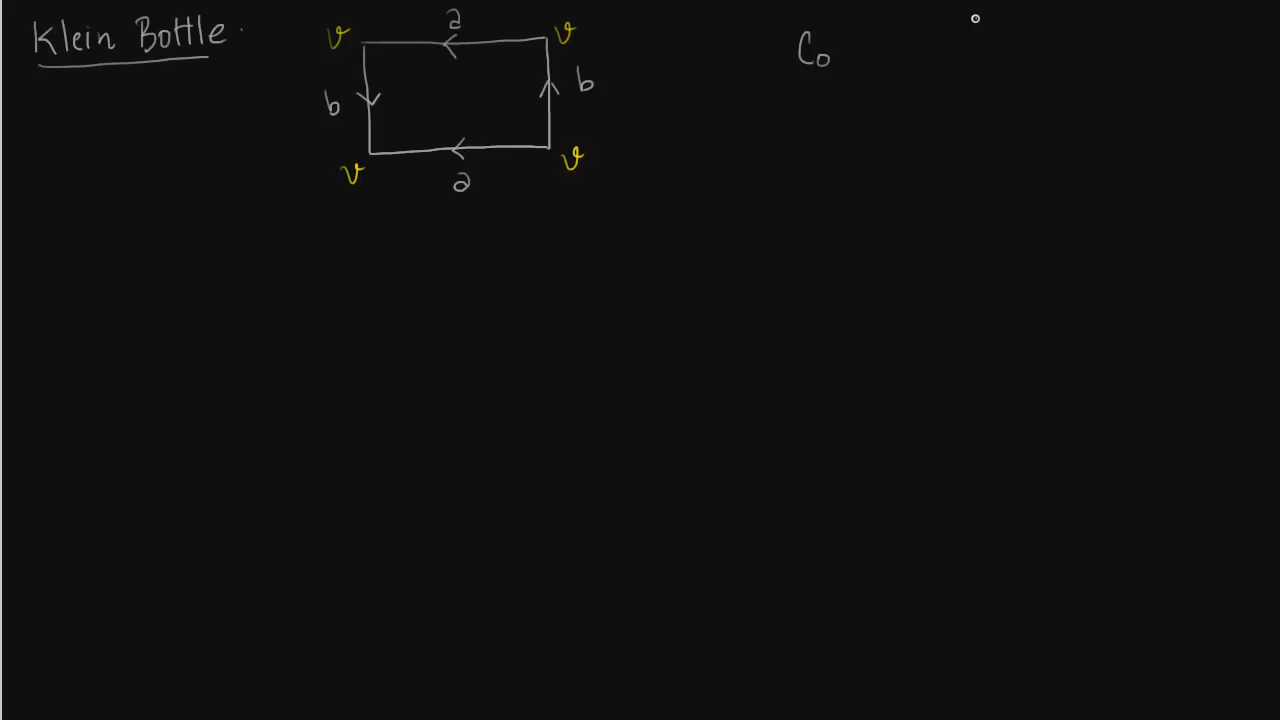 Klein Bottle
a
v v C₀
b b
v v
a